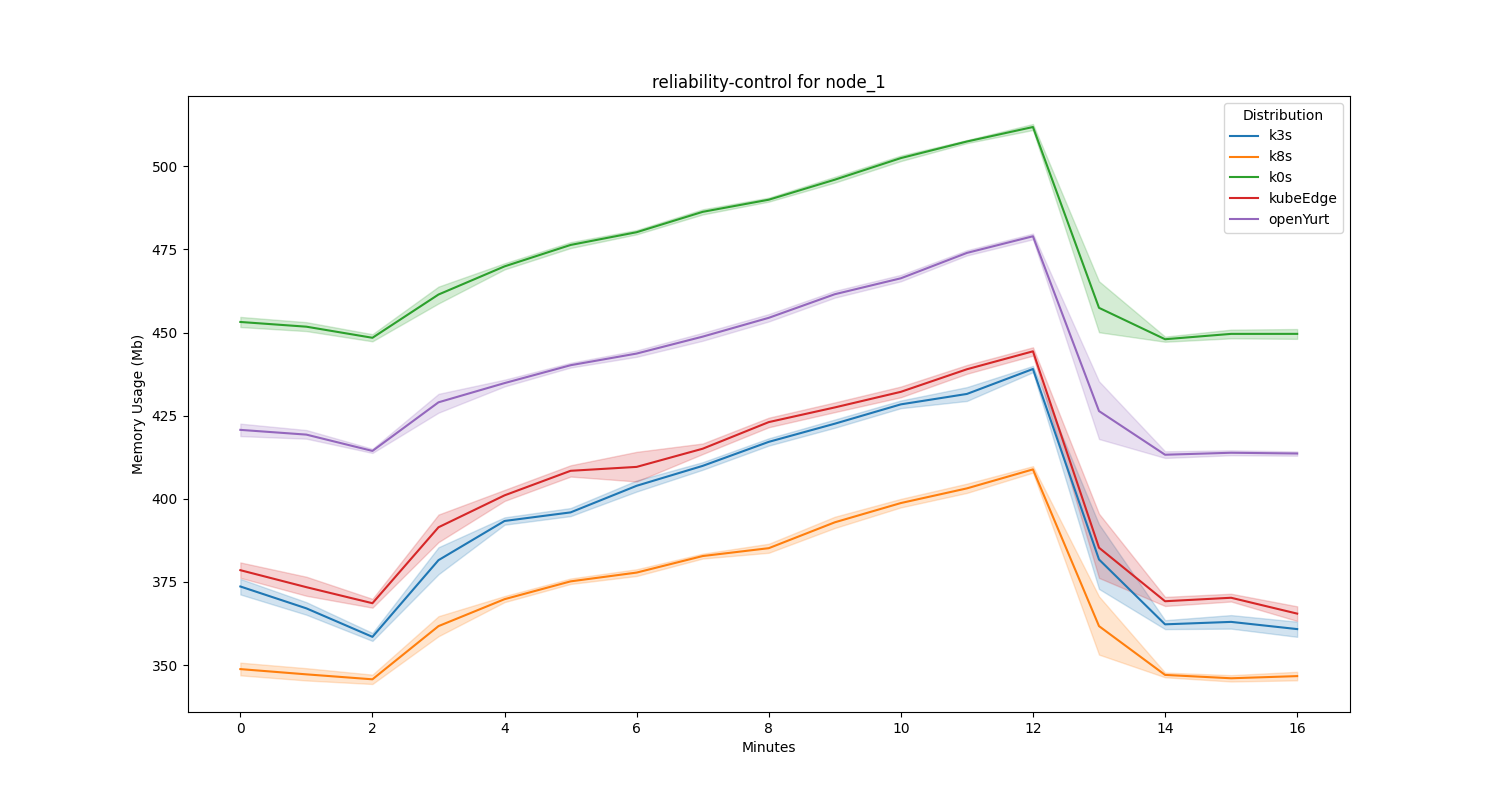 reliability-control for node_1
Distribution
k3s
k8s
k0s
kubeEdge
openYurt
Memory Usage (Mb)
500
475
450
425
400
375
350
0 2 4 6 8 10 12 14 16
Minutes